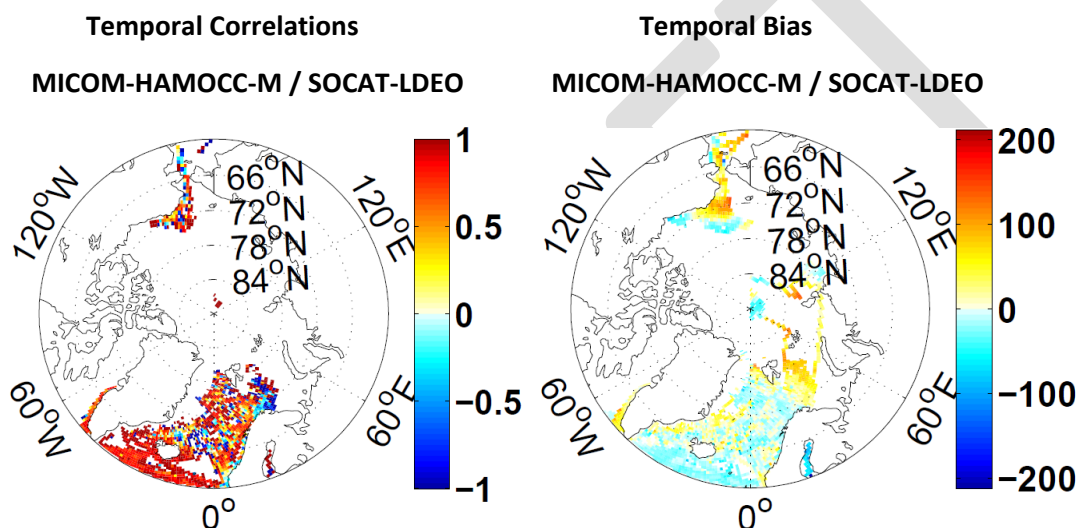 Temporal Correlations
MICOM-HAMOCC-M / SOCAT-LDEO
120°W
66°N
72°N
78°N
84°N
120°E
60°W
0°
60°E
1
0.5
0
−0.5
−1
Temporal Bias
MICOM-HAMOCC-M / SOCAT-LDEO
120°W
66°N
72°N
78°N
84°N
120°E
60°W
0°
60°E
200
100
0
−100
−200